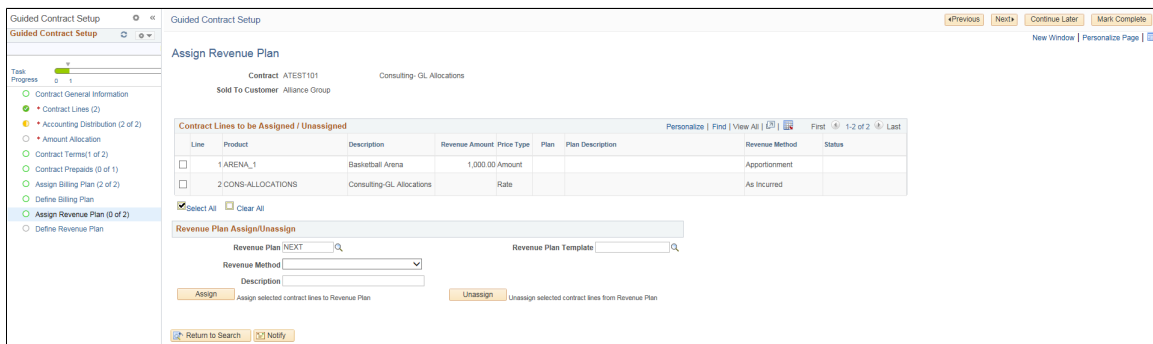 Guided Contract Setup
Guided Contract Setup
Task
Progress 0 1
Contract General Information
* Contract Lines (2)
* Accounting Distribution (2 of 2)
* Amount Allocation
Contract Terms(1 of 2)
Contract Prepaids (0 of 1)
Assign Billing Plan (2 of 2)
Define Billing Plan
Assign Revenue Plan (0 of 2)
Define Revenue Plan
Guided Contract Setup
Previous Next Continue Later Mark Complete
New Window | Personalize Page |
Assign Revenue Plan
Contract ATEST101 Consulting- GL Allocations
Sold To Customer Alliance Group
Contract Lines to be Assigned / Unassigned Personalize | Find | View All | First 1-2 of 2 Last
Line Product Description Revenue Amount Price Type Plan Plan Description Revenue Method Status
1 ARENA_1 Basketball Arena 1,000.00 Amount Apportionment
2 CONS-ALLOCATIONS Consulting-GL Allocations Rate As Incurred
Select All Clear All
Revenue Plan Assign/Unassign
Revenue Plan NEXT Revenue Plan Template
Revenue Method
Description
Assign Assign selected contract lines to Revenue Plan Unassign Unassign selected contract lines from Revenue Plan
Return to Search Notify